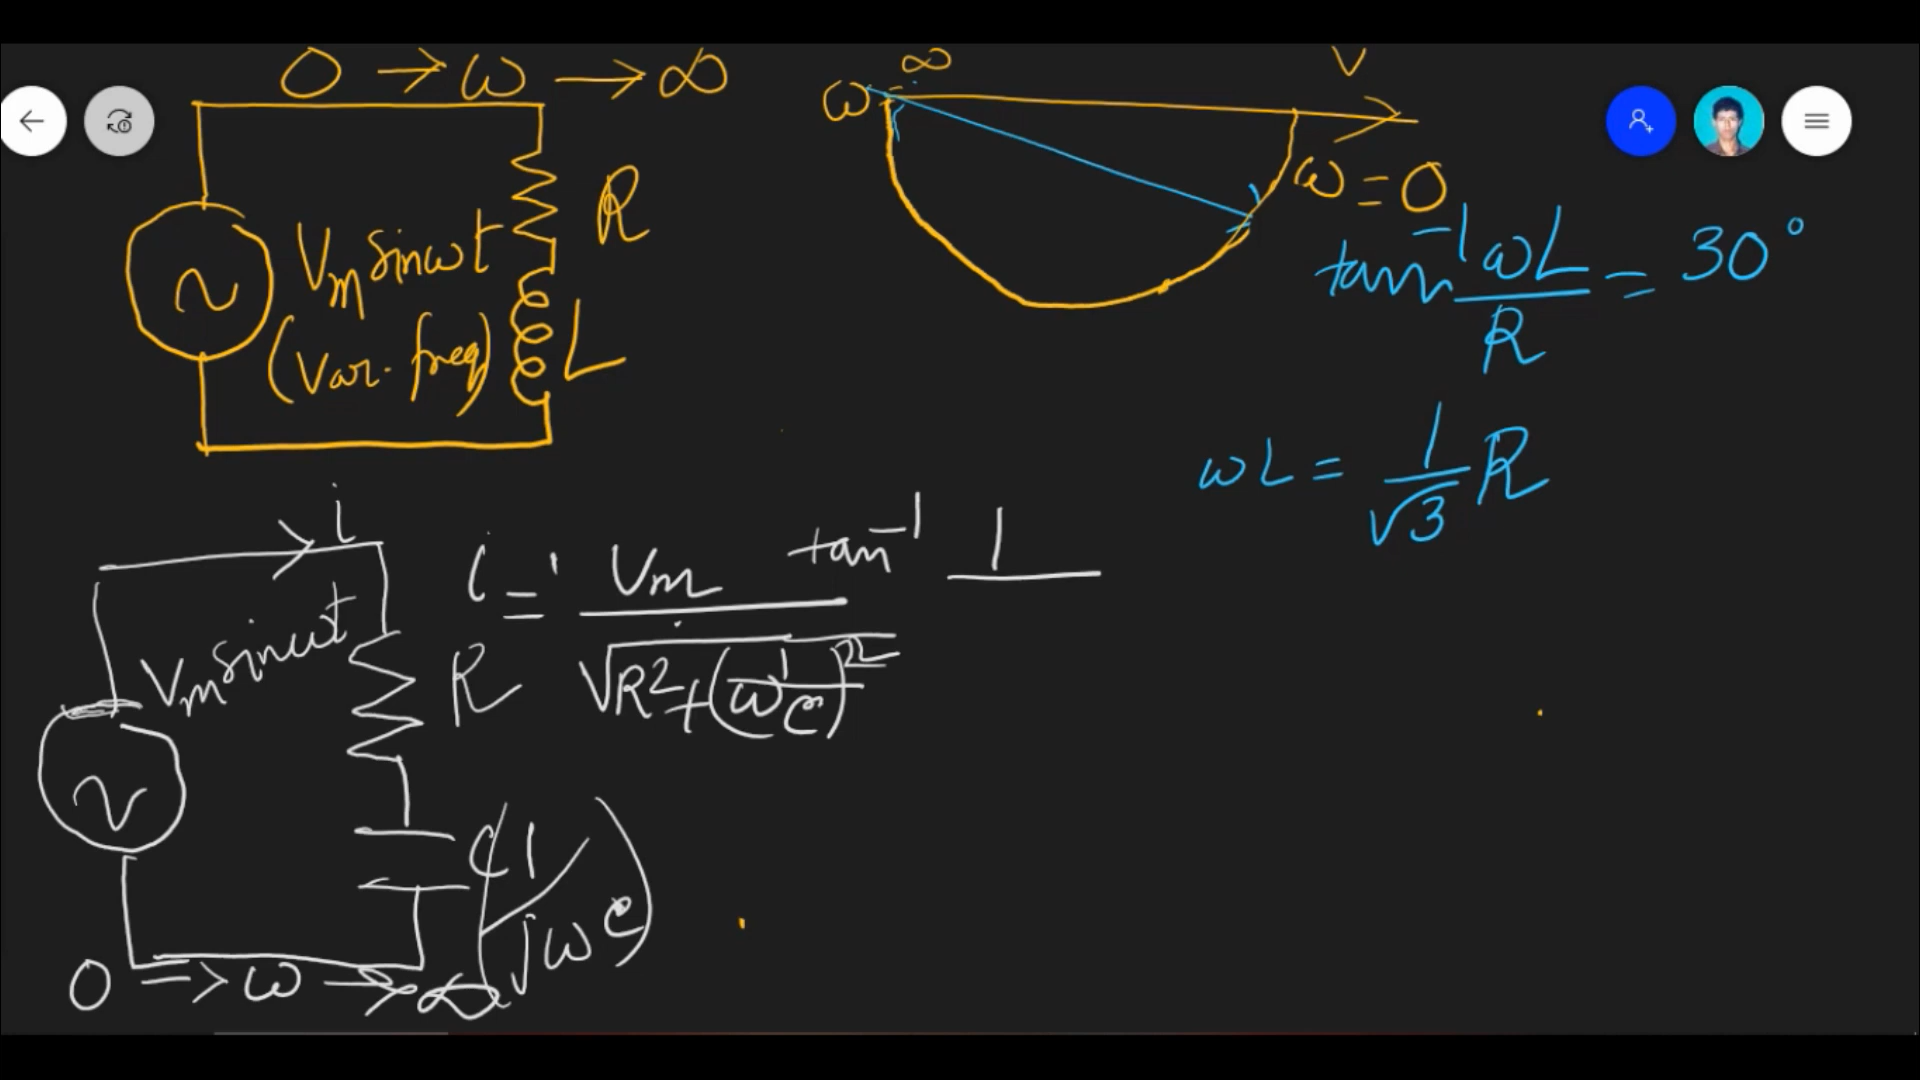 0 → ω → ∞
V
ω = ∞
ω = 0
R
Vm sinωt
(Var. freq)
L
tan⁻¹ ωL/R = 30°
ωL = 1/√3 R
i
Vm sinωt
R
i = Vm/√(R² + (1/ωC)²) tan⁻¹ 1/
C (1/jωC)
0 => ω → ∞